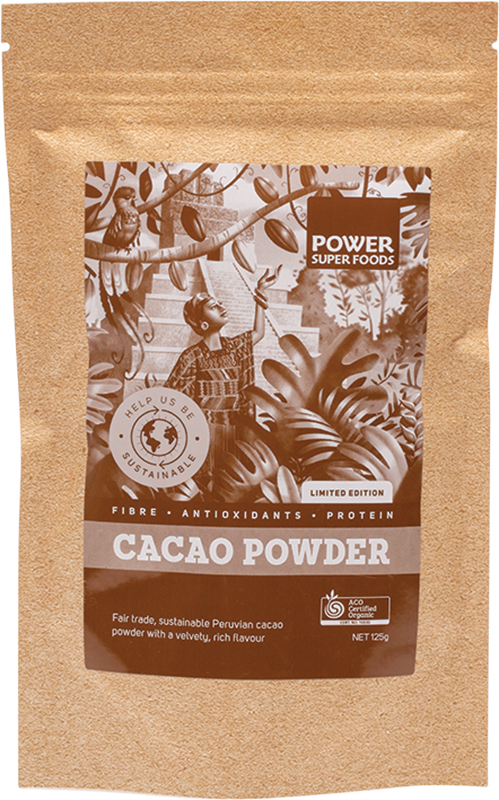 POWER
SUPER FOODS
HELP US BE
SUSTAINABLE
LIMITED EDITION
FIBRE • ANTIOXIDANTS • PROTEIN
CACAO POWDER
Fair trade, sustainable Peruvian cacao
powder with a velvety, rich flavour
ACO
Certified
Organic
NET 125g